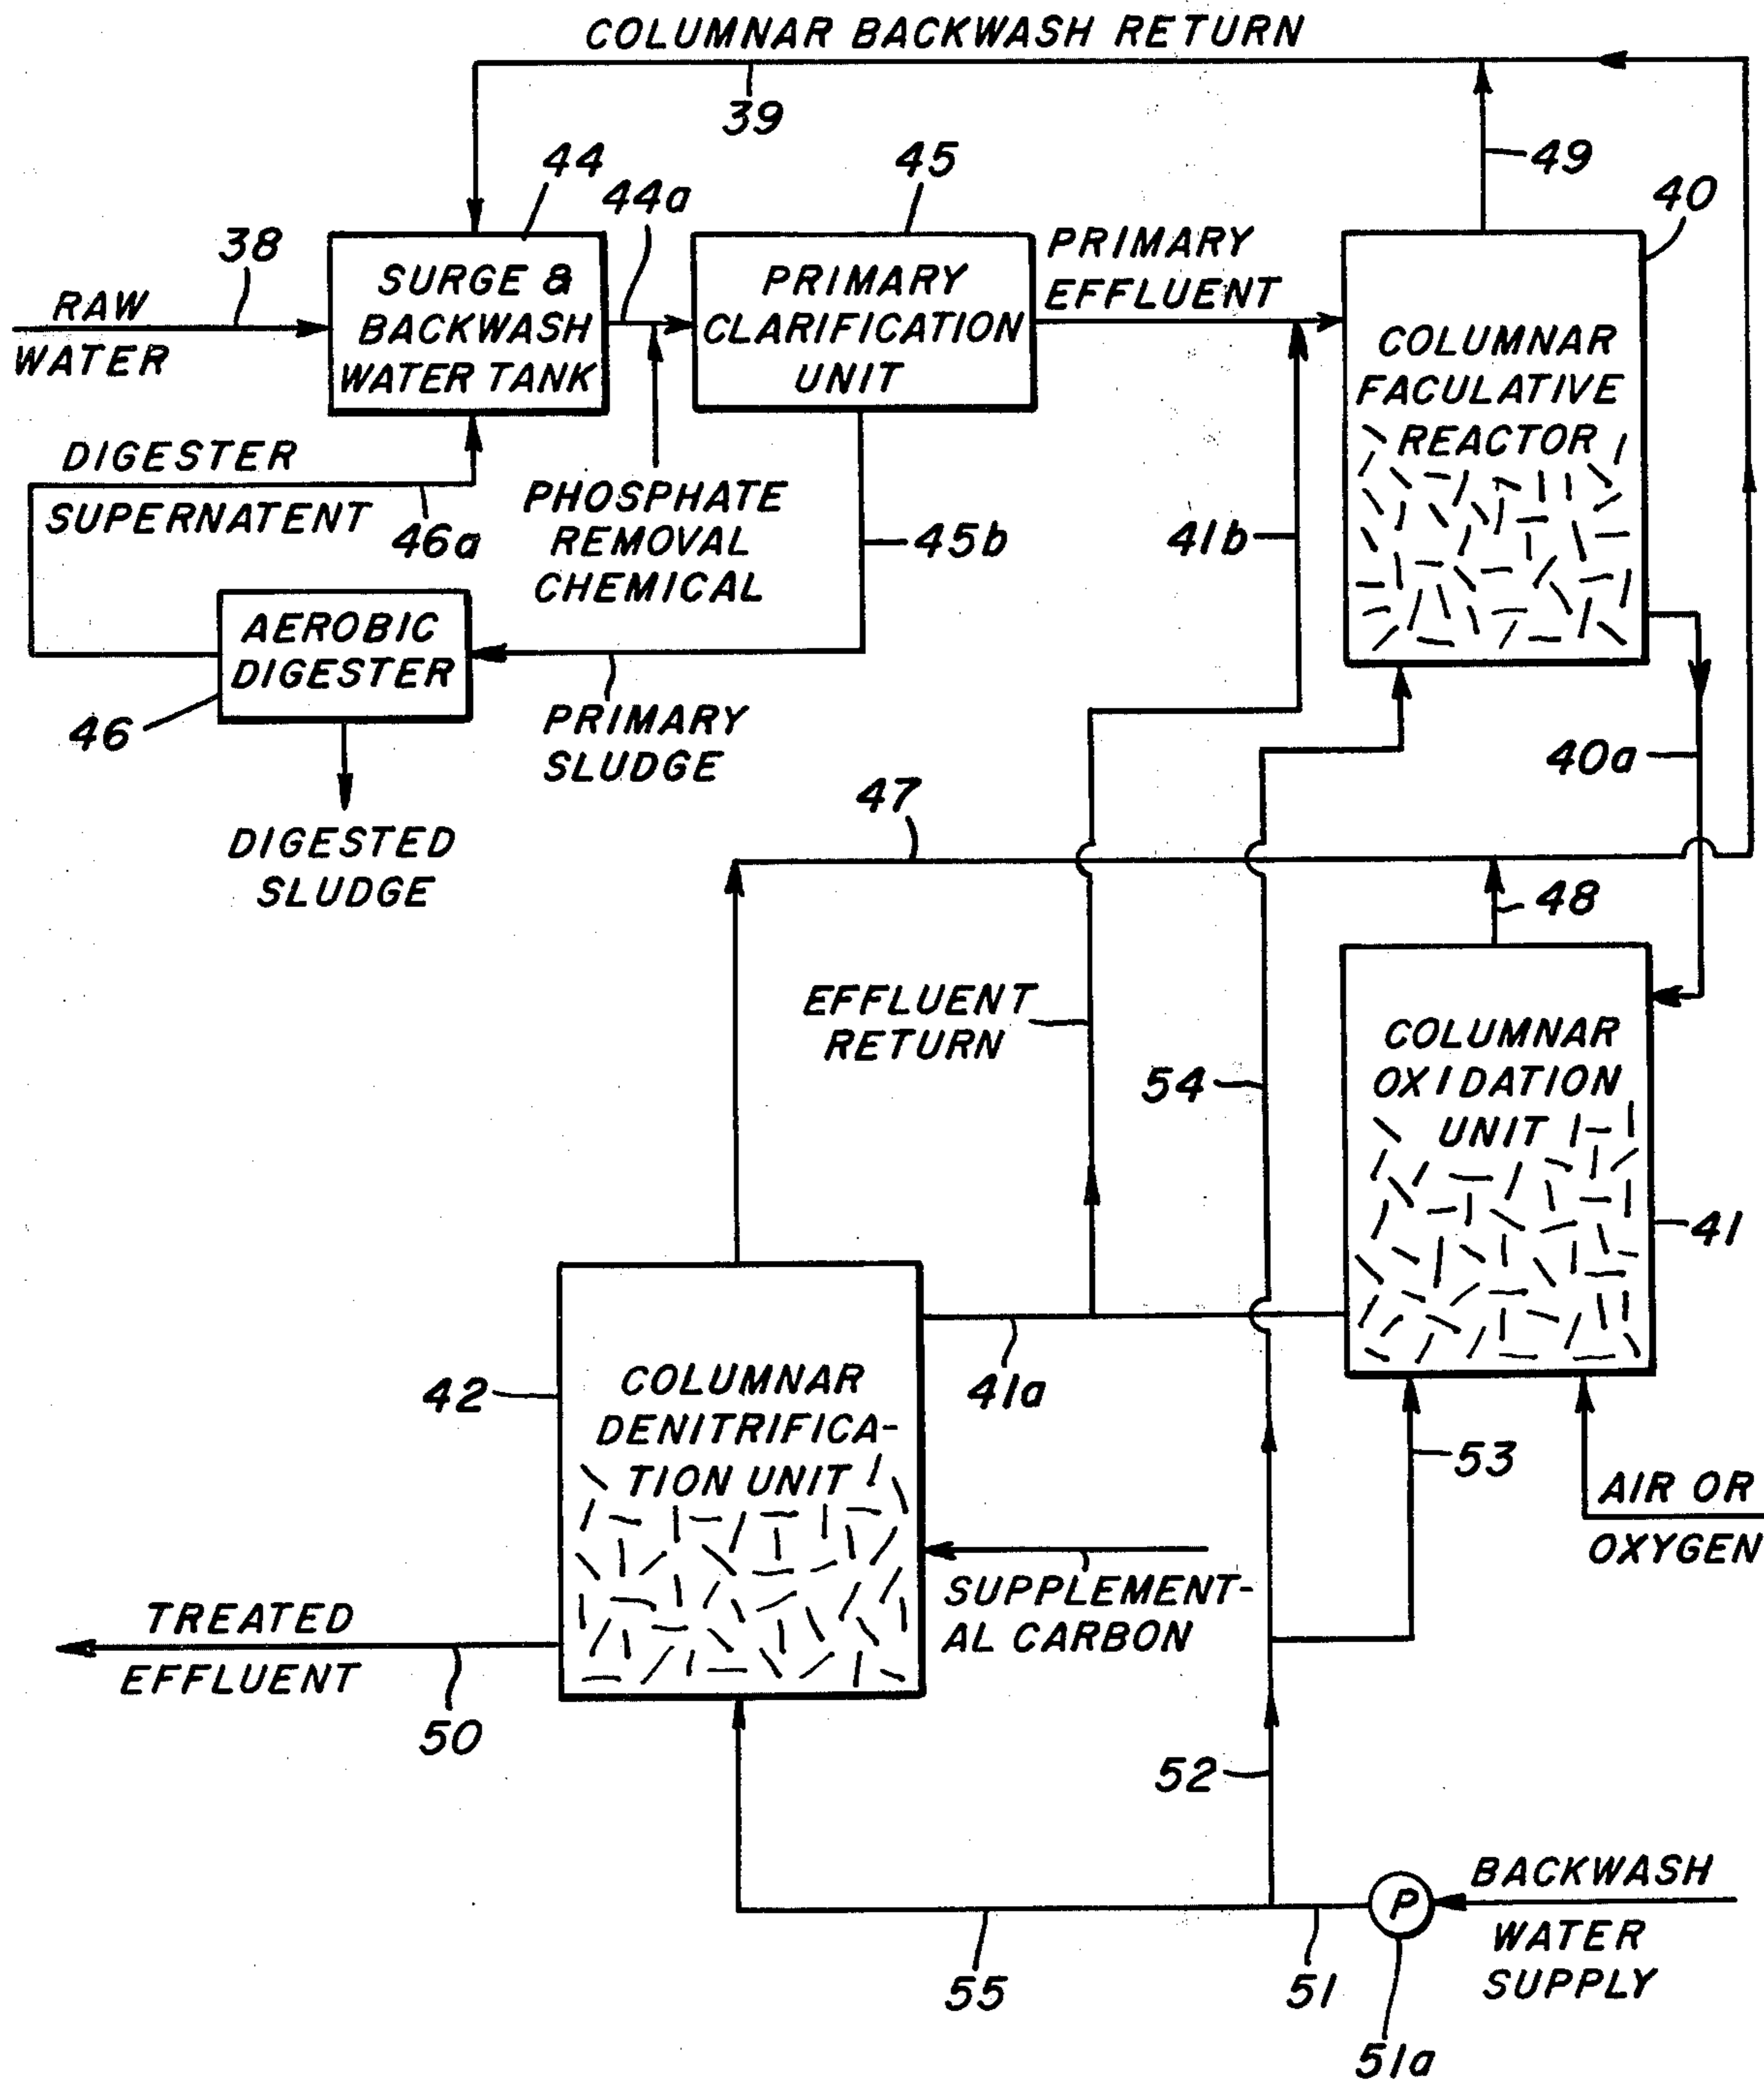 COLUMNAR BACKWASH RETURN
39
49
40
44
44a
45
38
RAW
WATER
SURGE &
BACKWASH
WATER TANK
PRIMARY
CLARIFICATION
UNIT
PRIMARY
EFFLUENT
COLUMNAR
FACULATIVE
REACTOR
DIGESTER
SUPERNATENT
46a
PHOSPHATE
REMOVAL
CHEMICAL
45b
41b
AEROBIC
DIGESTER
46
PRIMARY
SLUDGE
40a
DIGESTED
SLUDGE
47
48
EFFLUENT
RETURN
54
COLUMNAR
OXIDATION
UNIT
41
42
COLUMNAR
DENITRIFICA-
TION UNIT
41a
53
AIR OR
OXYGEN
SUPPLEMENT-
AL CARBON
TREATED
EFFLUENT
50
52
BACKWASH
WATER
SUPPLY
P
55
51
51a